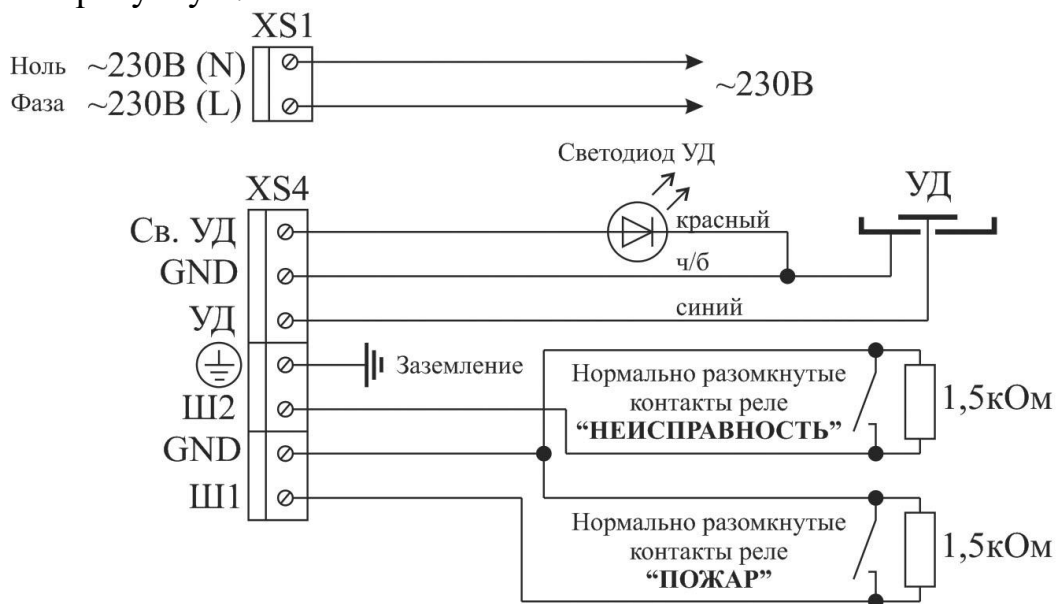 XS1
Ноль ~230В (N)
Фаза ~230В (L)
~230В
Светодиод УД
XS4
УД
Св. УД
красный
GND
ч/б
УД
синий
Заземление
Ш2
Нормально разомкнутые
контакты реле
“НЕИСПРАВНОСТЬ”
1,5кОм
GND
Ш1
Нормально разомкнутые
контакты реле
“ПОЖАР”
1,5кОм